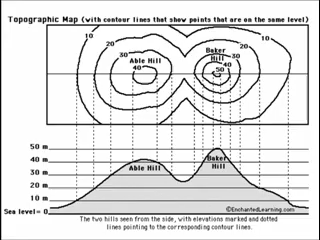 Topographic Map (with contour lines that show points that are on the same level)
10
10
20
20
30
30
40
40
50
Able Hill
Baker
Hill
50 m
40 m
30 m
20 m
10 m
Sea level= 0
Able Hill
Baker
Hill
©EnchantedLearning.com
The two hills seen from the side, with elevations marked and dotted
lines pointing to the corresponding contour lines.